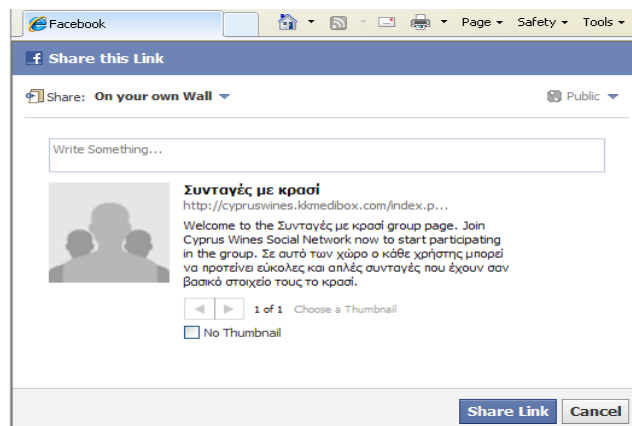 Facebook
Page Safety Tools
f Share this Link
Share: On your own Wall Public
Write Something...
Συνταγές με κρασί
http://cypruswines.kkmedibox.com/index.p...
Welcome to the Συνταγές με κρασί group page. Join
Cyprus Wines Social Network now to start participating
in the group. Σε αυτό των χώρο ο κάθε χρήστης μπορεί
να προτείνει εύκολες και απλές συνταγές που έχουν σαν
βασικό στοιχείο τους το κρασί.
1 of 1 Choose a Thumbnail
No Thumbnail
Share Link Cancel